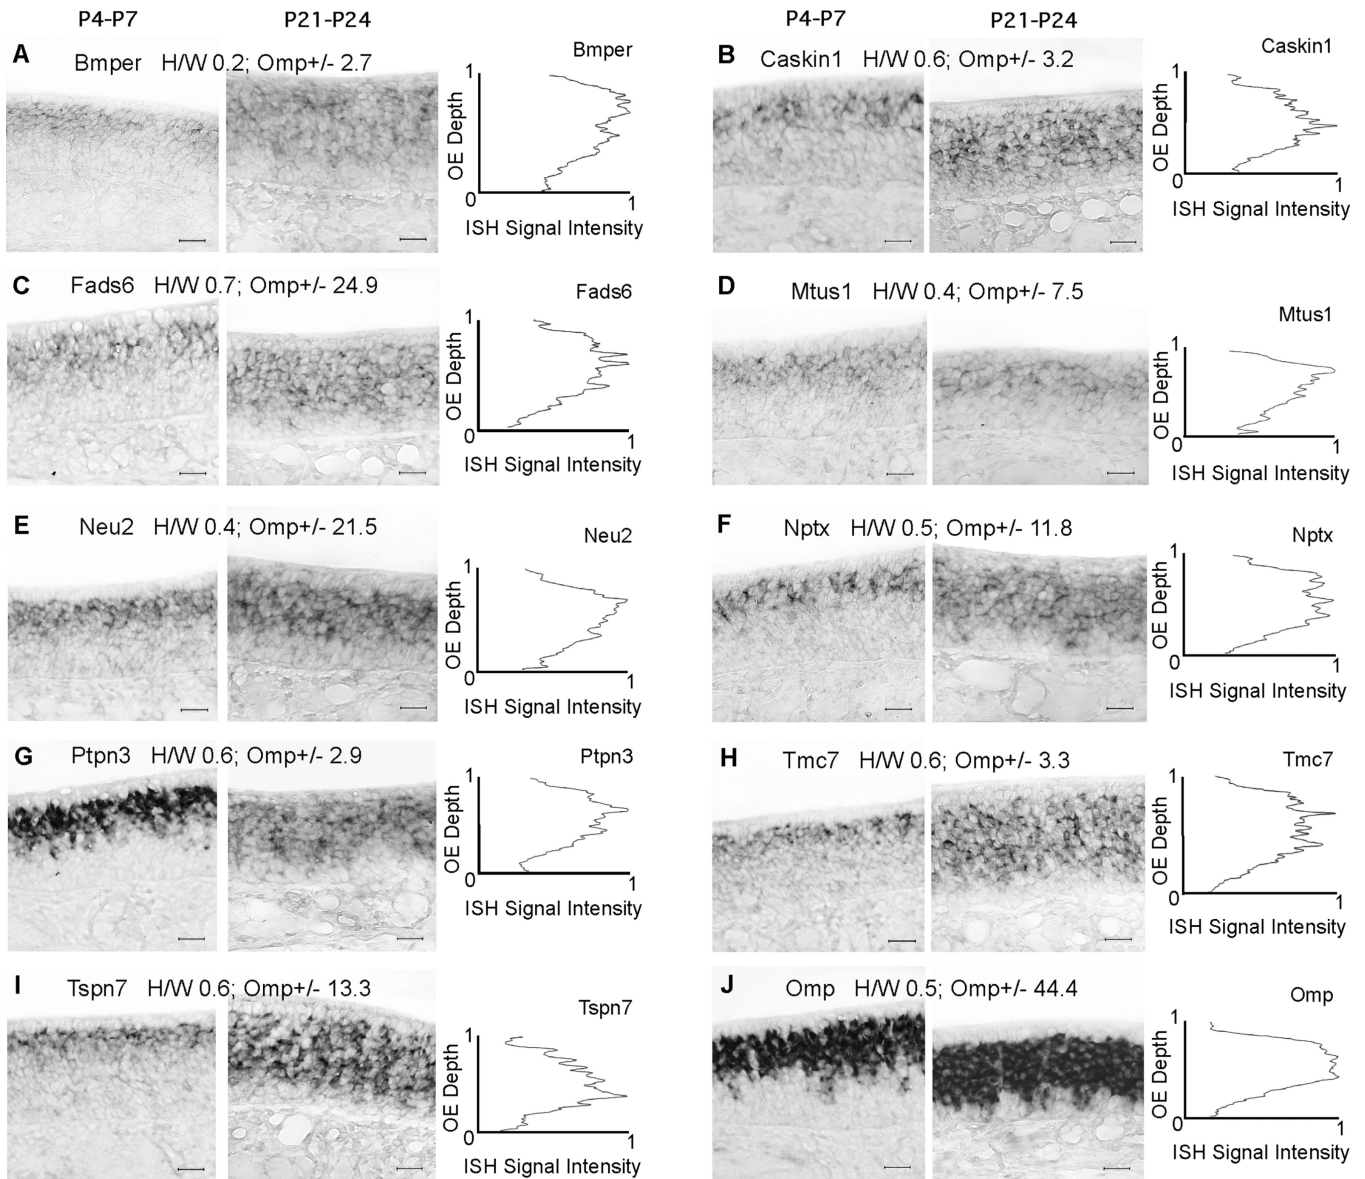 P4-P7 P21-P24 P4-P7 P21-P24
A Bmper H/W 0.2; Omp+/- 2.7
Bmper
1
OE Depth
0
1
ISH Signal Intensity
B Caskin1 H/W 0.6; Omp+/- 3.2
Caskin1
1
OE Depth
0
1
ISH Signal Intensity
C Fads6 H/W 0.7; Omp+/- 24.9
Fads6
1
OE Depth
0
1
ISH Signal Intensity
D Mtus1 H/W 0.4; Omp+/- 7.5
Mtus1
1
OE Depth
0
1
ISH Signal Intensity
E Neu2 H/W 0.4; Omp+/- 21.5
Neu2
1
OE Depth
0
1
ISH Signal Intensity
F Nptx H/W 0.5; Omp+/- 11.8
Nptx
1
OE Depth
0
1
ISH Signal Intensity
G Ptpn3 H/W 0.6; Omp+/- 2.9
Ptpn3
1
OE Depth
0
1
ISH Signal Intensity
H Tmc7 H/W 0.6; Omp+/- 3.3
Tmc7
1
OE Depth
0
1
ISH Signal Intensity
I Tspn7 H/W 0.6; Omp+/- 13.3
Tspn7
1
OE Depth
0
1
ISH Signal Intensity
J Omp H/W 0.5; Omp+/- 44.4
Omp
1
OE Depth
0
1
ISH Signal Intensity